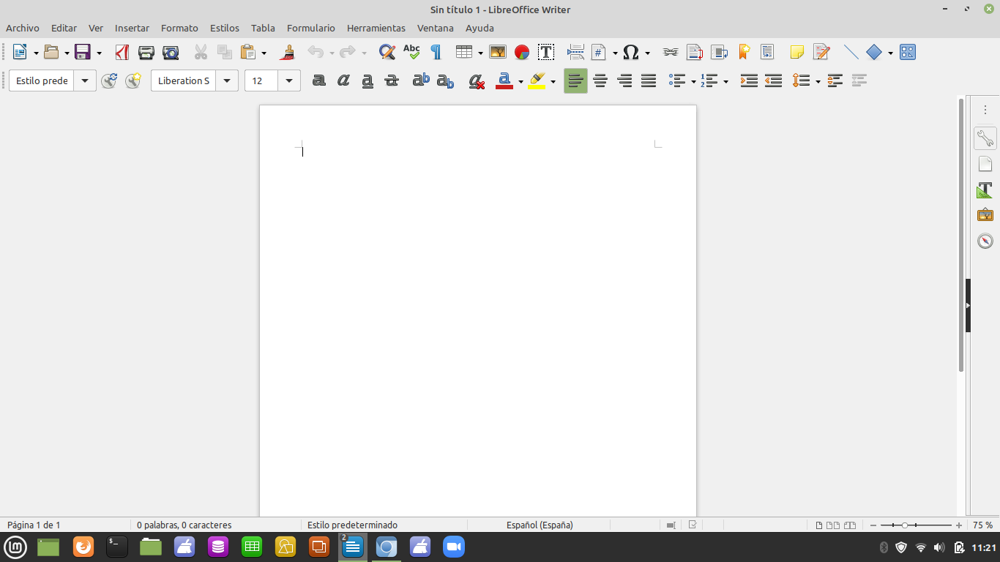 Sin título 1 - LibreOffice Writer
Archivo Editar Ver Insertar Formato Estilos Tabla Formulario Herramientas Ventana Ayuda
Abc
Estilo prede Liberation S 12
Página 1 de 1 0 palabras, 0 caracteres Estilo predeterminado Español (España) 75 %
2
11:21